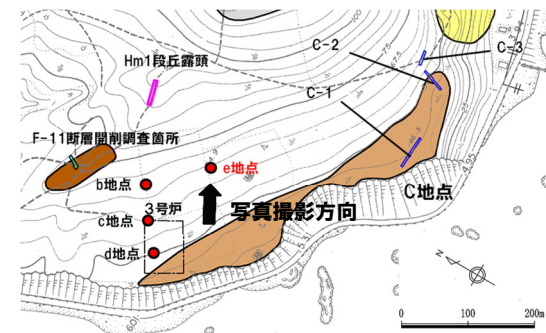 C-2
C-3
Hm1段丘露頭
C-1
F-11断層開削調査箇所
e地点
b地点
C地点
3号炉
写真撮影方向
c地点
d地点
N
0 100 200m